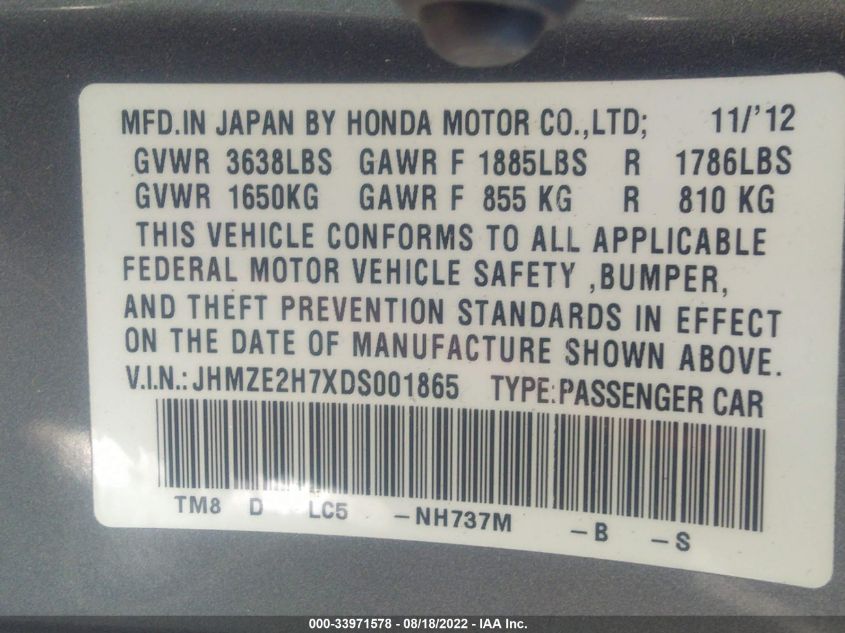 MFD.IN JAPAN BY HONDA MOTOR CO.,LTD; 11/'12
GVWR 3638LBS GAWR F 1885LBS R 1786LBS
GVWR 1650KG GAWR F 855 KG R 810 KG
THIS VEHICLE CONFORMS TO ALL APPLICABLE
FEDERAL MOTOR VEHICLE SAFETY ,BUMPER,
AND THEFT PREVENTION STANDARDS IN EFFECT
ON THE DATE OF MANUFACTURE SHOWN ABOVE.
V.I.N.:JHMZE2H7XDS001865 TYPE:PASSENGER CAR
TM8 D LC5 -NH737M -B -S
000-33971578 - 08/18/2022 - IAA Inc.